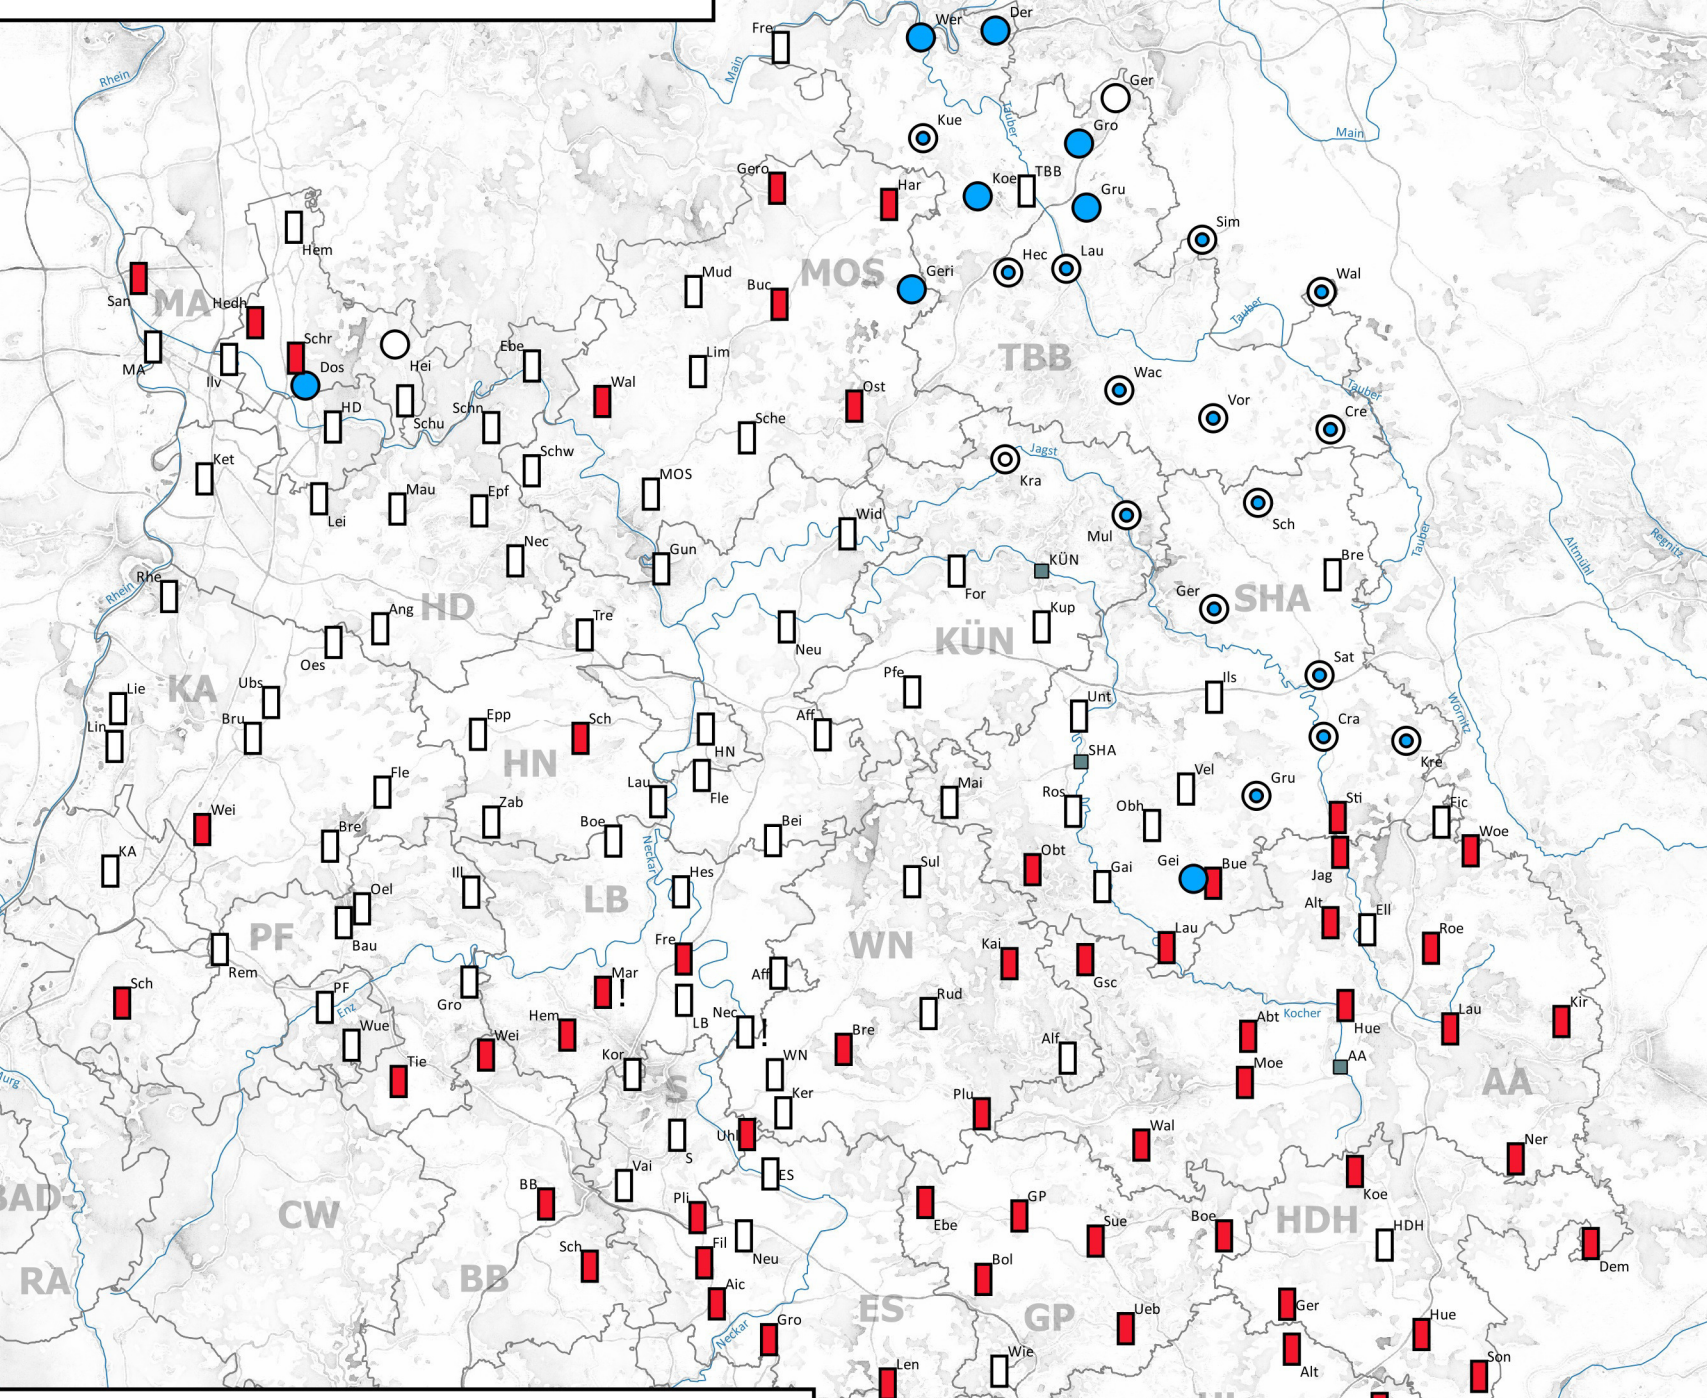 Fre
Wer
Der
Rhein
Main
Ger
Kue
Tauber
Gro
Main
Gero
Har
Koe
TBB
Gru
Hem
Sim
San
MA
Hedh
Mud
Buc
MOS
Geri
Hec
Lau
Wal
Tauber
MA
Ilv
Schr
Dos
Hei
Ebe
Lim
TBB
Wal
Ost
Wac
Vor
Tauber
Cre
HD
Schu
Schn
Sche
Schw
Jagst
Kra
Ket
Lei
Mau
Epf
MOS
Wid
Mul
Sch
Nec
Gun
For
KÜN
Bre
Tauber
Altmühl
Regnitz
Rhe
Rhein
Ang
HD
Tre
Neu
Kup
KÜN
Ger
SHA
Oes
Sat
Lie
Lin
KA
Ubs
Bru
Epp
Sch
HN
HN
Aff
Pfe
Unt
Ils
Cra
Kre
Wörnitz
SHA
Fle
Wei
Bre
Zab
Lau
Fle
Boe
Bei
Mai
Ros
Obh
Vel
Gru
Sti
Fic
Woe
KA
Ill
Neckar
Hes
LB
Sul
Obt
Gai
Gei
Bue
Jag
Oel
Bau
PF
Rem
Alt
Ell
Roe
Fre
WN
Kai
Gsc
Lau
Sch
PF
Enz
Gro
Mar
!
Aff
Rud
Kocher
Hue
Lau
Kir
Wue
Tie
Wei
Hem
LB
Nec
!
Bre
Alf
Abt
Moe
AA
AA
Murg
Kor
S
WN
Ker
Plu
Uhl
S
Wal
Ner
BAD
CW
BB
Vai
ES
Ebe
GP
Sue
Boe
HDH
Koe
HDH
Dem
RA
BB
Sch
Pli
Fil
Neu
Aic
Bol
ES
GP
Ueb
Ger
Hue
Neckar
Gro
Len
Wie
Alt
Son